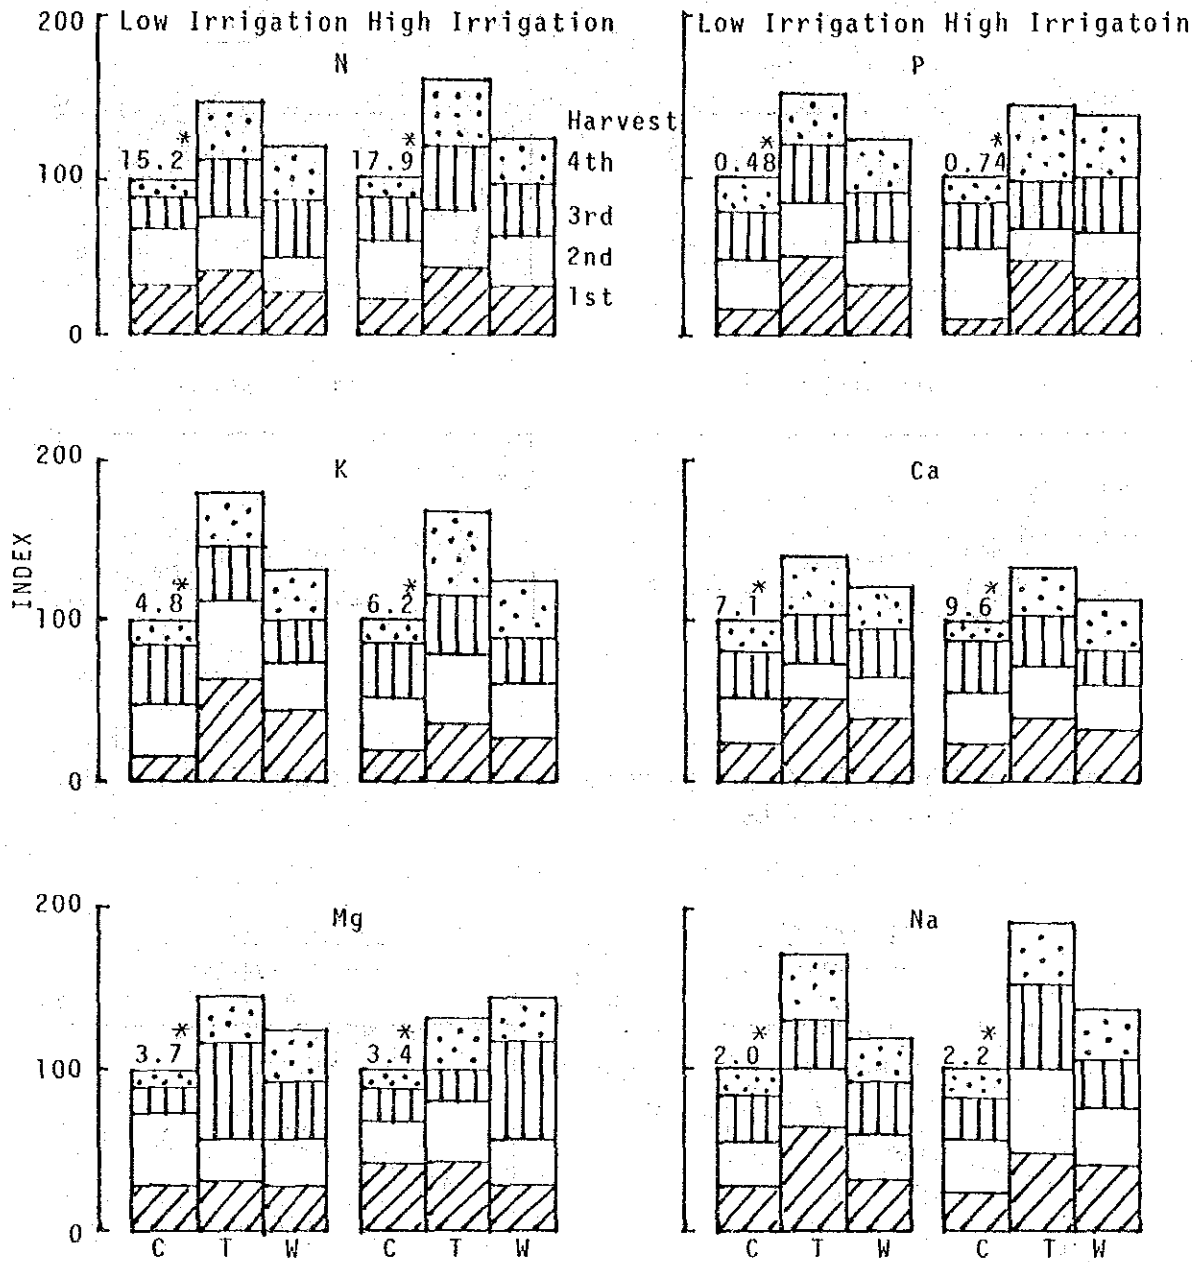 200 Low Irrigation High Irrigation Low Irrigation High Irrigatoin
N P
Harvest
* * * *
15.2 17.9 4th 0.48 0.74
100
3rd
2nd
1st
0
200
K Ca
INDEX
* * * *
4.8 6.2 7.1 9.6
100
0
200
Mg Na
* * * *
3.7 3.4 2.0 2.2
100
0
C T W C T W C T W C T W